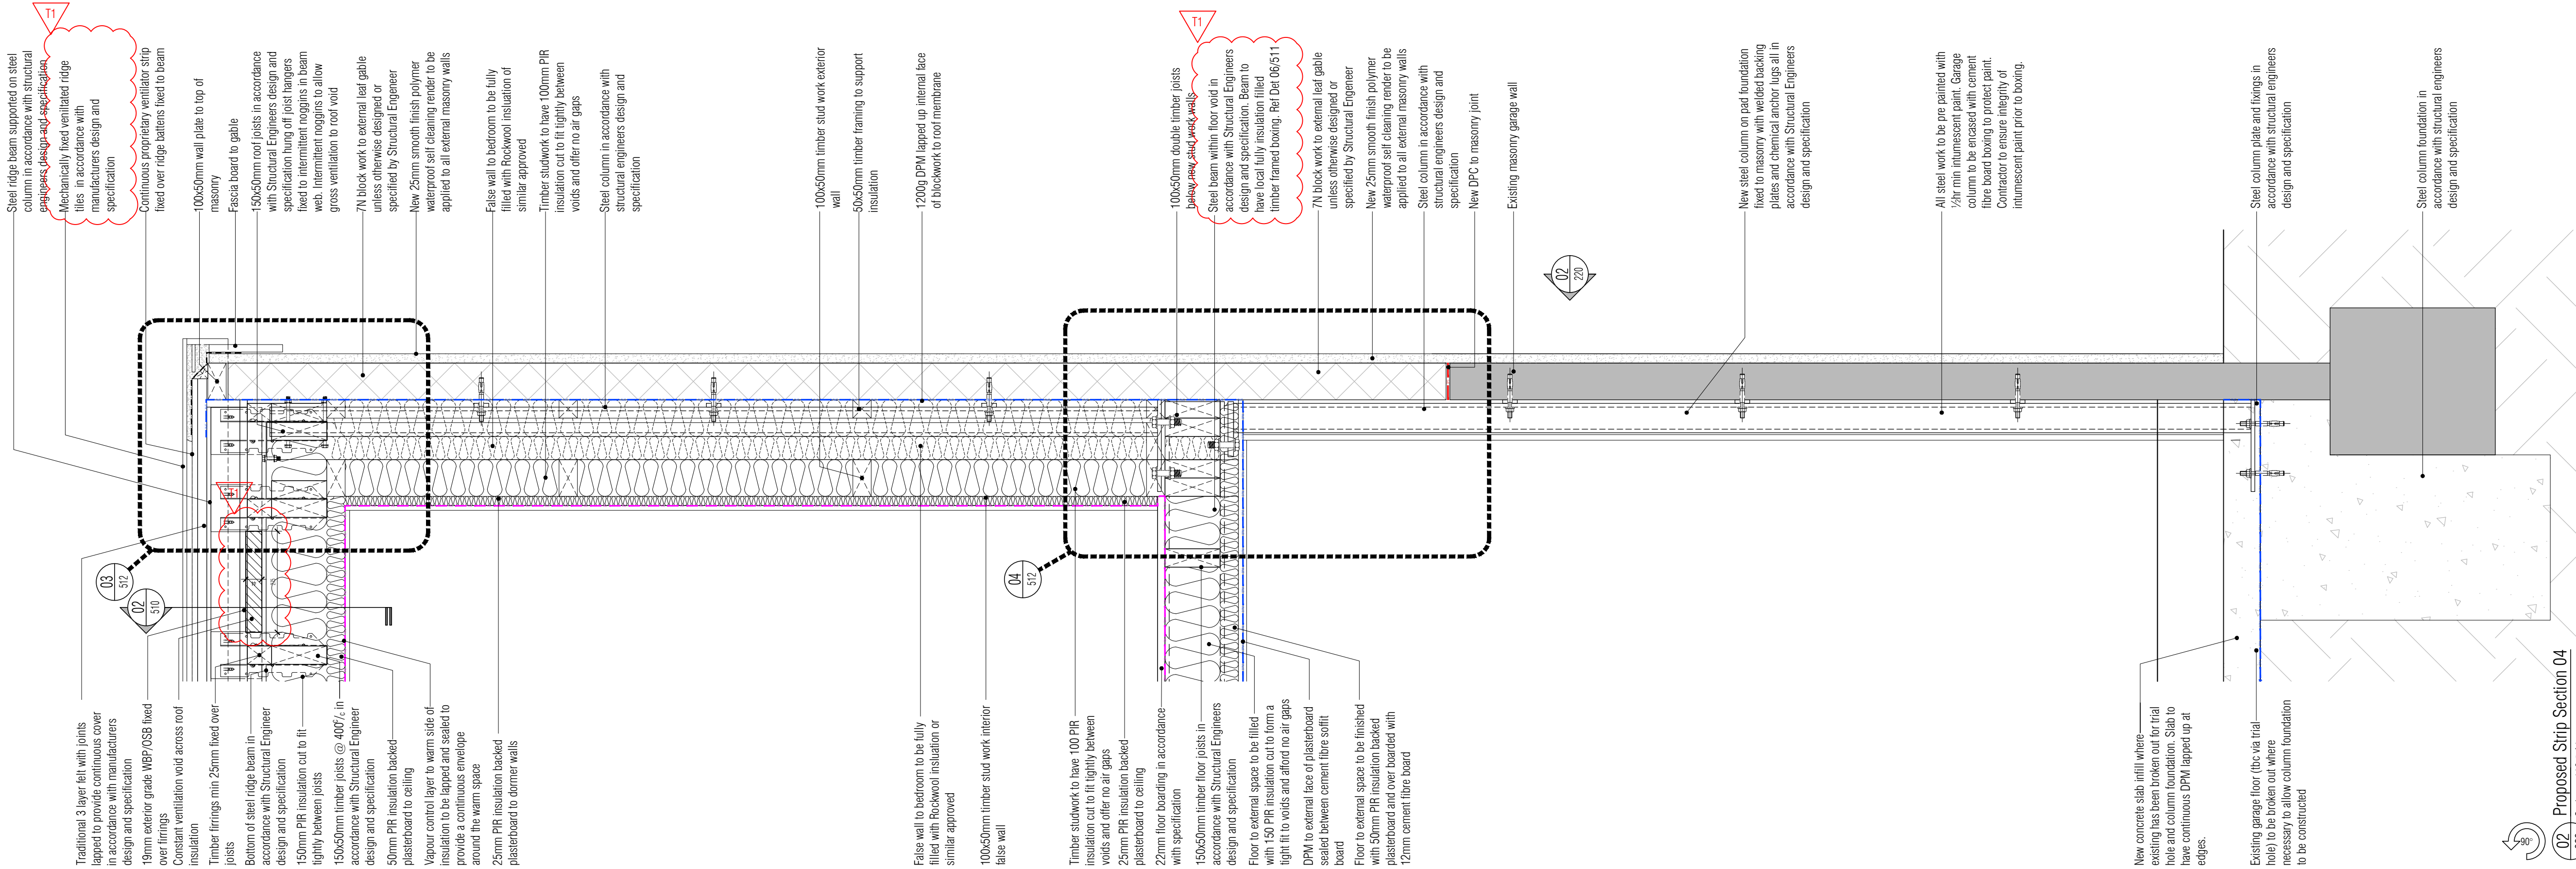 T1
Steel ridge beam supported on steel
column in accordance with structural
engineers design and specification
Mechanically fixed veniltated ridge
tiles in accordance with
manufacturers design and
specification
Continuous proprietary ventilator strip
fixed over ridge battens fixed to beam
100x50mm wall plate to top of
masonry
Fascia board to gable
150x50mm roof joists in accordance
with Structural Engineers design and
specification hung off joist hangers
fixed to intermittent noggins in beam
web. Intermittent noggins to allow
gross ventilation to roof void
7N block work to external leaf gable
unless otherwise designed or
specified by Structural Engeneer
New 25mm smooth finish polymer
waterproof self cleaning render to be
applied to all external masonry walls
False wall to bedroom to be fully
filled with Rockwool insluation of
similar approved
Timber studwork to have 100mm PIR
insulation cut to fit tightly between
voids and offer no air gaps
Steel column in accordance with
structural engineers design and
specification
100x50mm timber stud work exterior
wall
50x50mm timber framing to support
insulation
1200g DPM lapped up internal face
of blockwork to roof membrane
T1
100x50mm double timber joists
below new stud work walls
Steel beam within floor void in
accordance with Structural Engineers
design and specification. Beam to
have local fully insulation filled
timber framed boxing. Ref Det 06/511
7N block work to external leaf gable
unless otherwise designed or
specified by Structural Engeneer
New 25mm smooth finish polymer
waterproof self cleaning render to be
applied to all external masonry walls
Steel column in accordance with
structural engineers design and
specification
New DPC to masonry joint
Existing masonry garage wall
New steel column on pad foundation
fixed to masonry with welded backing
plates and chemical anchor lugs all in
accordance with Structural Engineers
design and specification
All steel work to be pre painted with
½hr min intumescent paint. Garage
column to be encased with cement
fibre board boxing to protect paint.
Contractor to ensure integrity of
intumescent paint prior to boxing.
Steel column plate and fixings in
accordance with structural engineers
design and specification
Steel column foundation in
accordance with structural engineers
design and specification
02
220
03
512
02
510
T1
04
512
Traditional 3 layer felt with joints
lapped to provide continuous cover
in accordance with manufacturers
design and specification
19mm exterior grade WBP/OSB fixed
over firrings
Constant ventilation void across roof
insulation
Timber firrings min 25mm fixed over
joists
Bottom of steel ridge beam in
accordance with Structural Engineer
design and specification
150mm PIR insulation cut to fit
tightly between joists
150x50mm timber joists @ 400c/c in
accordance with Structural Engineer
design and specification
50mm PIR insulation backed
plasterboard to ceiling
Vapour control layer to warm side of
insulation to be lapped and sealed to
provide a continuous envelope
around the warm space
25mm PIR insulation backed
plasterboard to dormer walls
False wall to bedroom to be fully
filled with Rockwool insluation or
similar approved
100x50mm timber stud work interior
false wall
Timber studwork to have 100 PIR
insulation cut to fit tightly between
voids and offer no air gaps
25mm PIR insulation backed
plasterboard to ceiling
22mm floor boarding in accordance
with specification
150x50mm timber floor joists in
accordance with Structural Engineers
design and specification
Floor to external space to be filled
with 150 PIR insulation cut to form a
tight fit to voids and afford no air gaps
DPM to external face of plasterboard
sealed between cement fibre soffit
board
Floor to external space to be finished
with 50mm PIR insulation backed
plasterboard and over boarded with
12mm cement fibre board
New concrete slab infill where
existing has been broken out for trial
hole and column foundation. Slab to
have continuous DPM lapped up at
edges.
Existing garage floor (tbc via trial
hole) to be broken out where
necessary to allow column foundation
to be constructed
90°
02 Proposed Strip Section 04